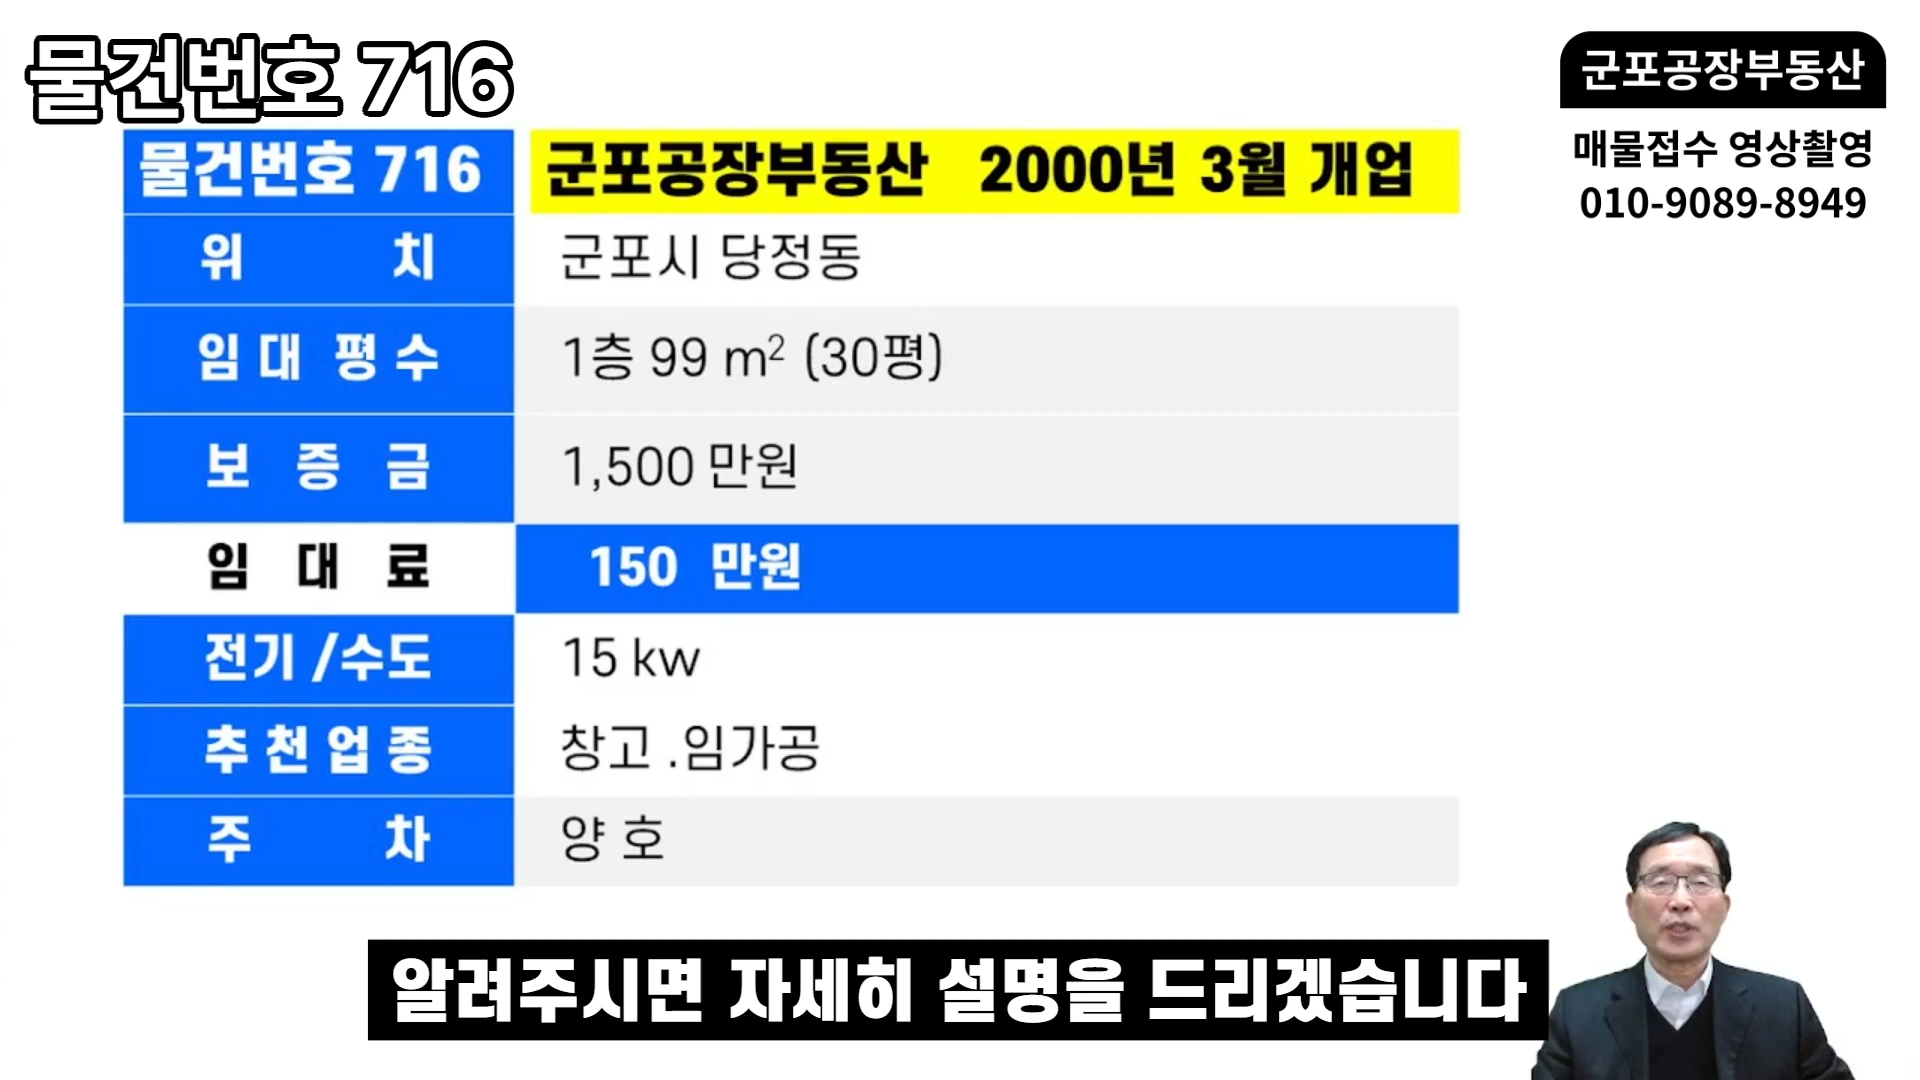 물건번호 716
군포공장부동산
매물접수 영상촬영
010-9089-8949
물건번호 716 군포공장부동산 2000년 3월 개업
위 치 군포시 당정동
임 대 평 수 1층 99 m² (30평)
보 증 금 1,500 만원
임 대 료 150 만원
전기 /수도 15 kw
추 천 업 종 창고 .임가공
주 차 양 호
알려주시면 자세히 설명을 드리겠습니다